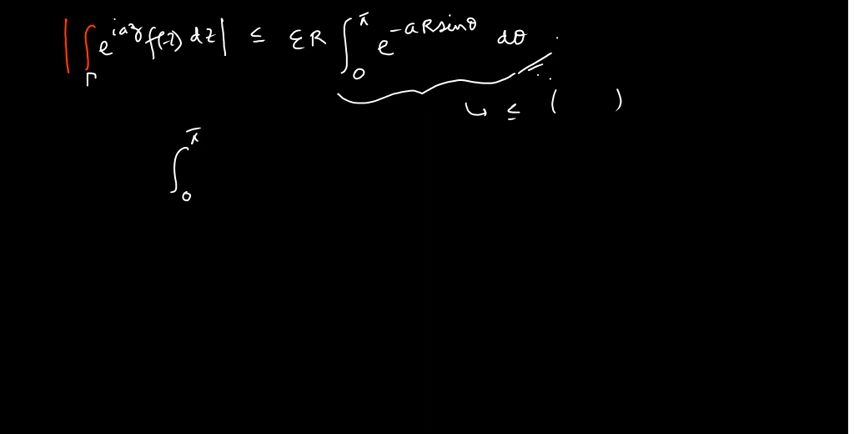 |∫_Γ e^{iaz} f(z) dz| ≤ εR ∫_0^π e^{-aR sinθ} dθ
↳ ≤ ( )
∫_0^π